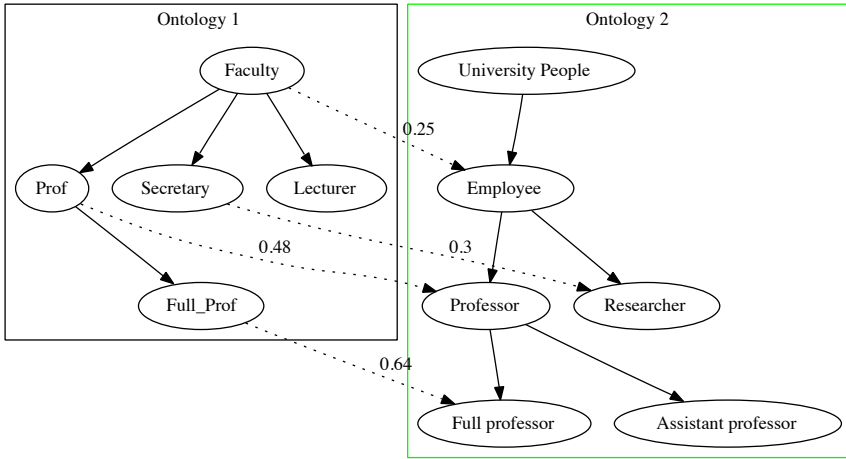 Ontology 1
Ontology 2
Faculty
University People
0.25
Prof
Secretary
Lecturer
Employee
0.48
0.3
Full_Prof
Professor
Researcher
0.64
Full professor
Assistant professor